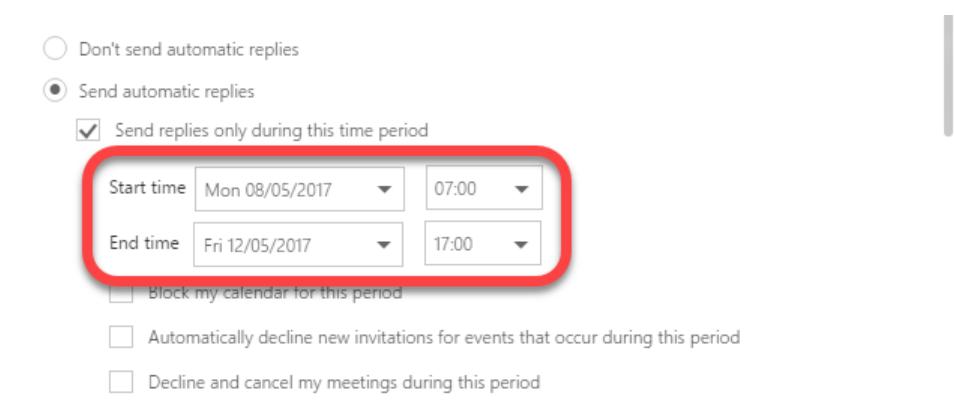 Don't send automatic replies
Send automatic replies
Send replies only during this time period
Start time Mon 08/05/2017 07:00
End time Fri 12/05/2017 17:00
Block my calendar for this period
Automatically decline new invitations for events that occur during this period
Decline and cancel my meetings during this period